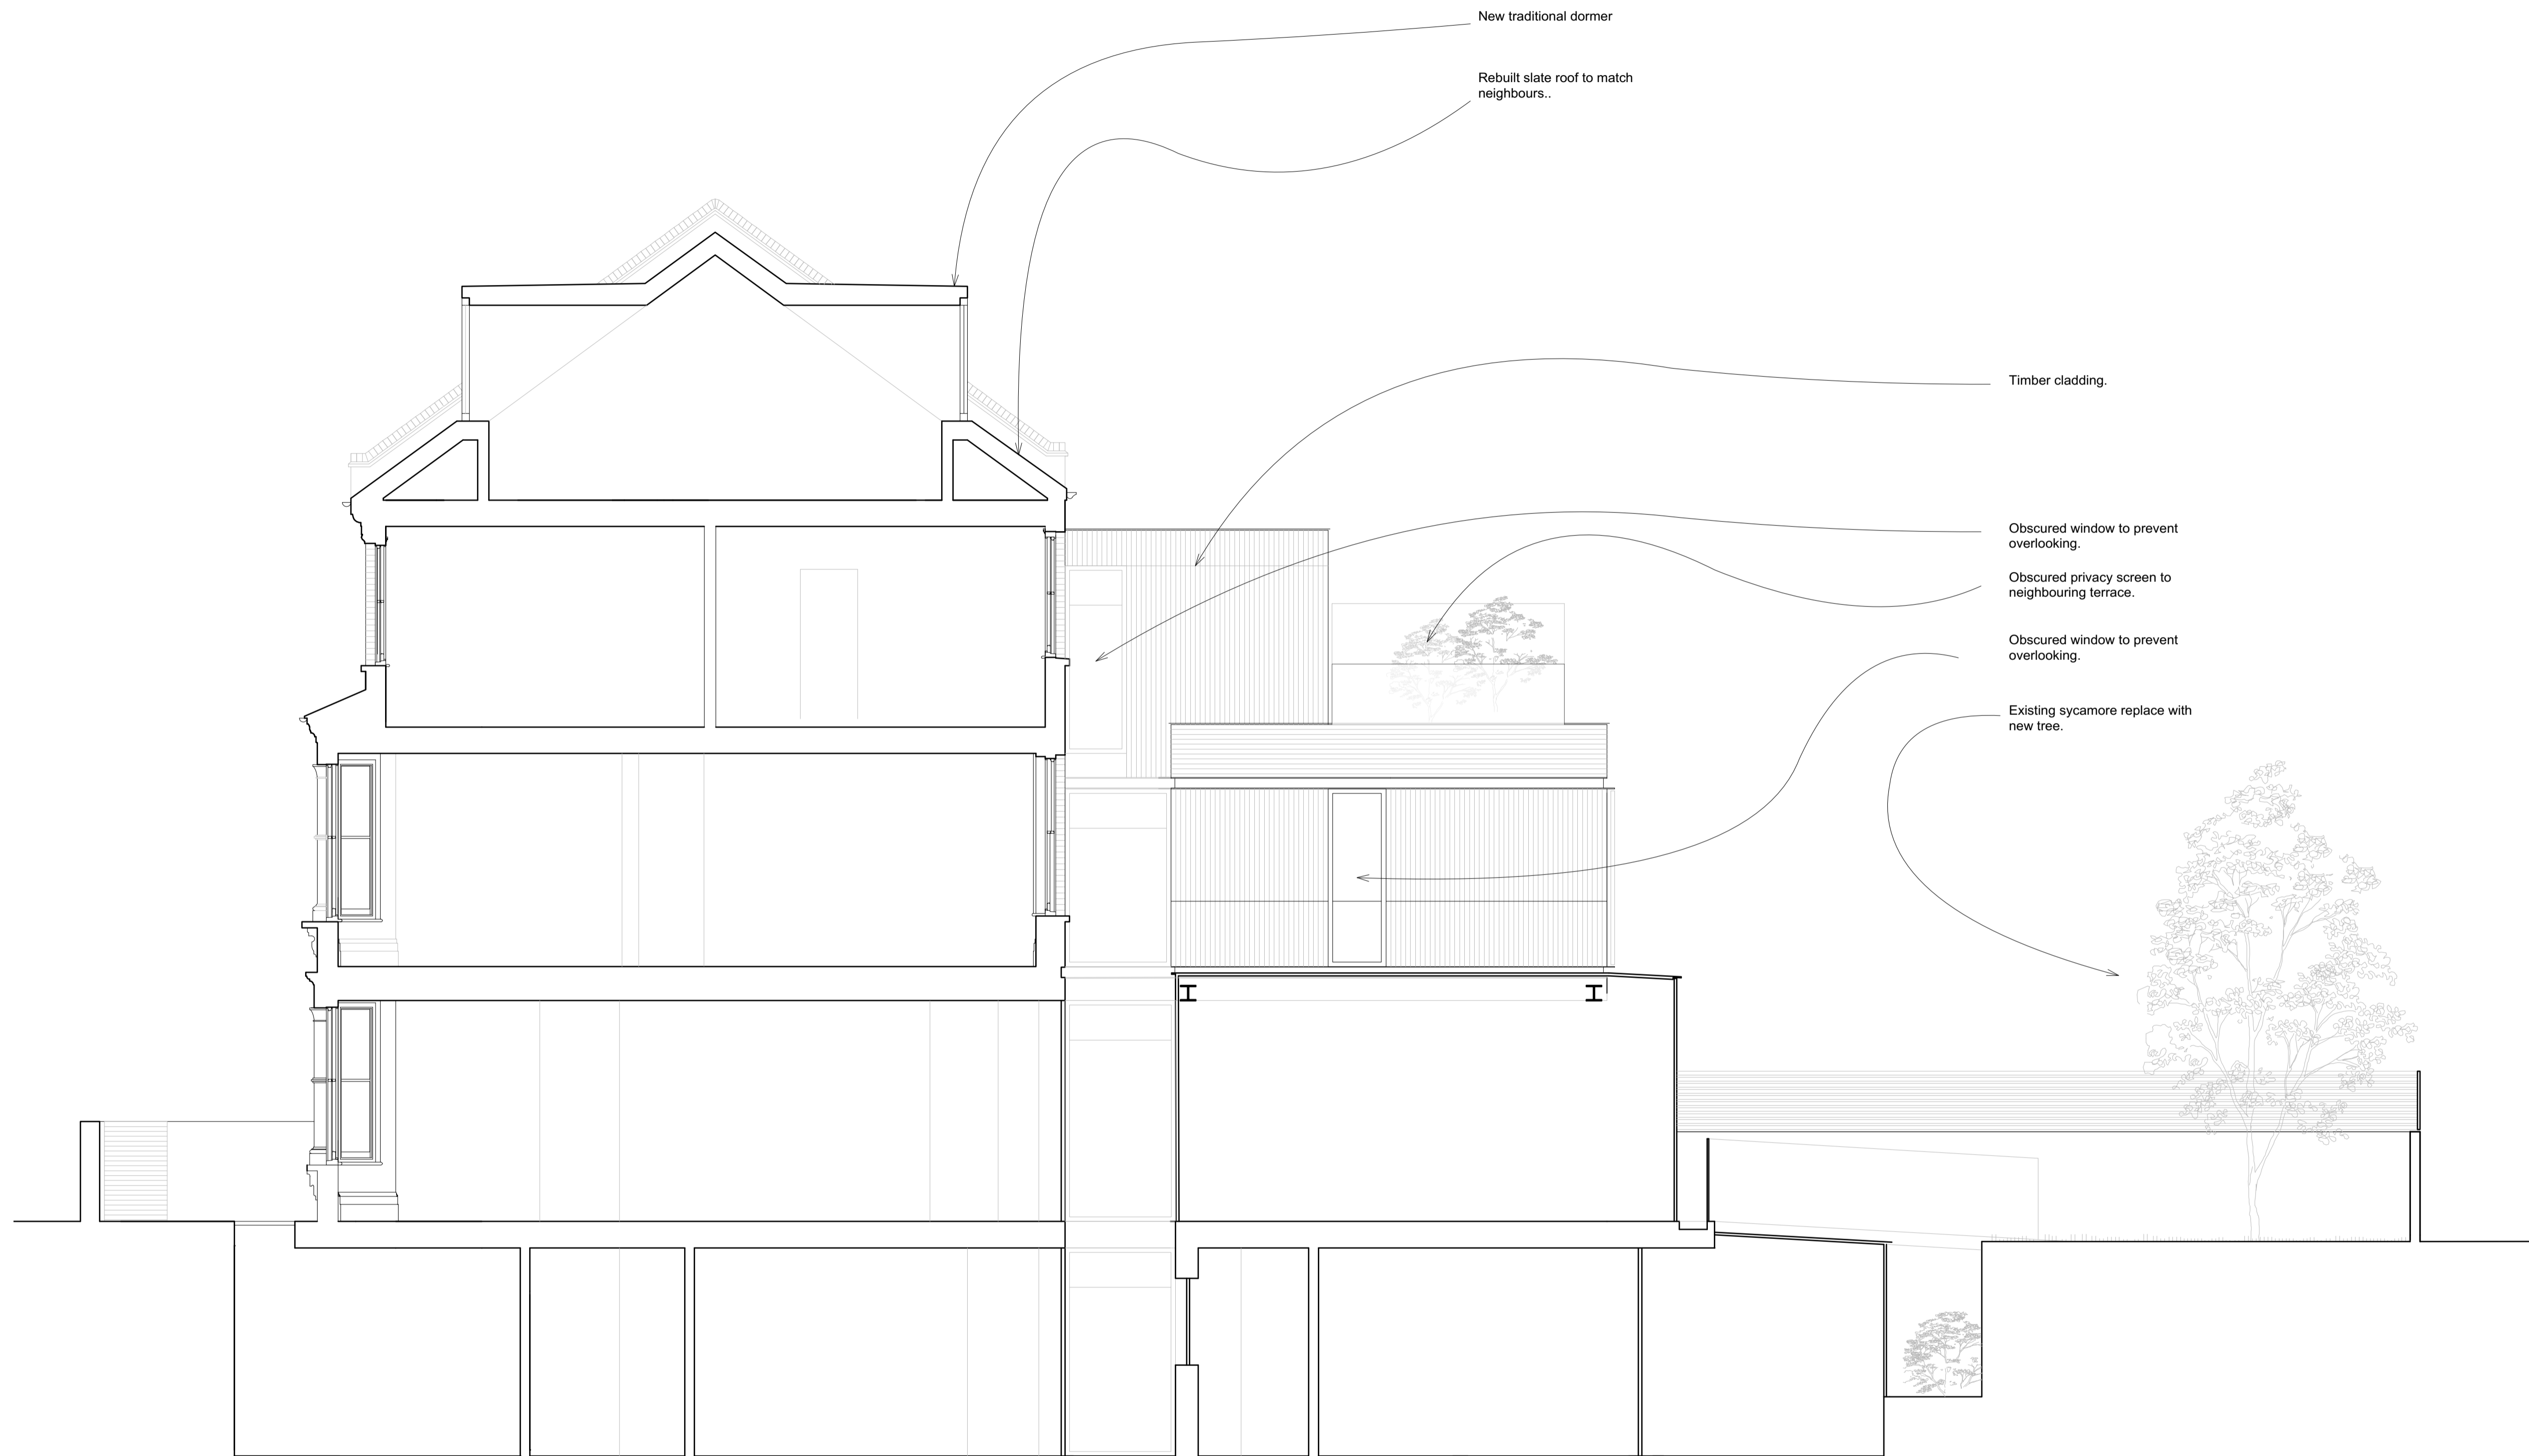 New traditional dormer
Rebuilt slate roof to match
neighbours..
Timber cladding.
Obscured window to prevent
overlooking.
Obscured privacy screen to
neighbouring terrace.
Obscured window to prevent
overlooking.
Existing sycamore replace with
new tree.